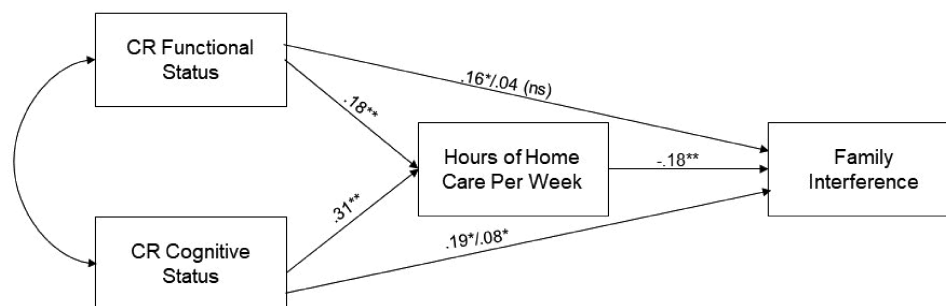 CR Functional
Status
.16*/.04 (ns)
.18**
Hours of Home
Care Per Week
-.18**
Family
Interference
.31**
.19*/.08*
CR Cognitive
Status